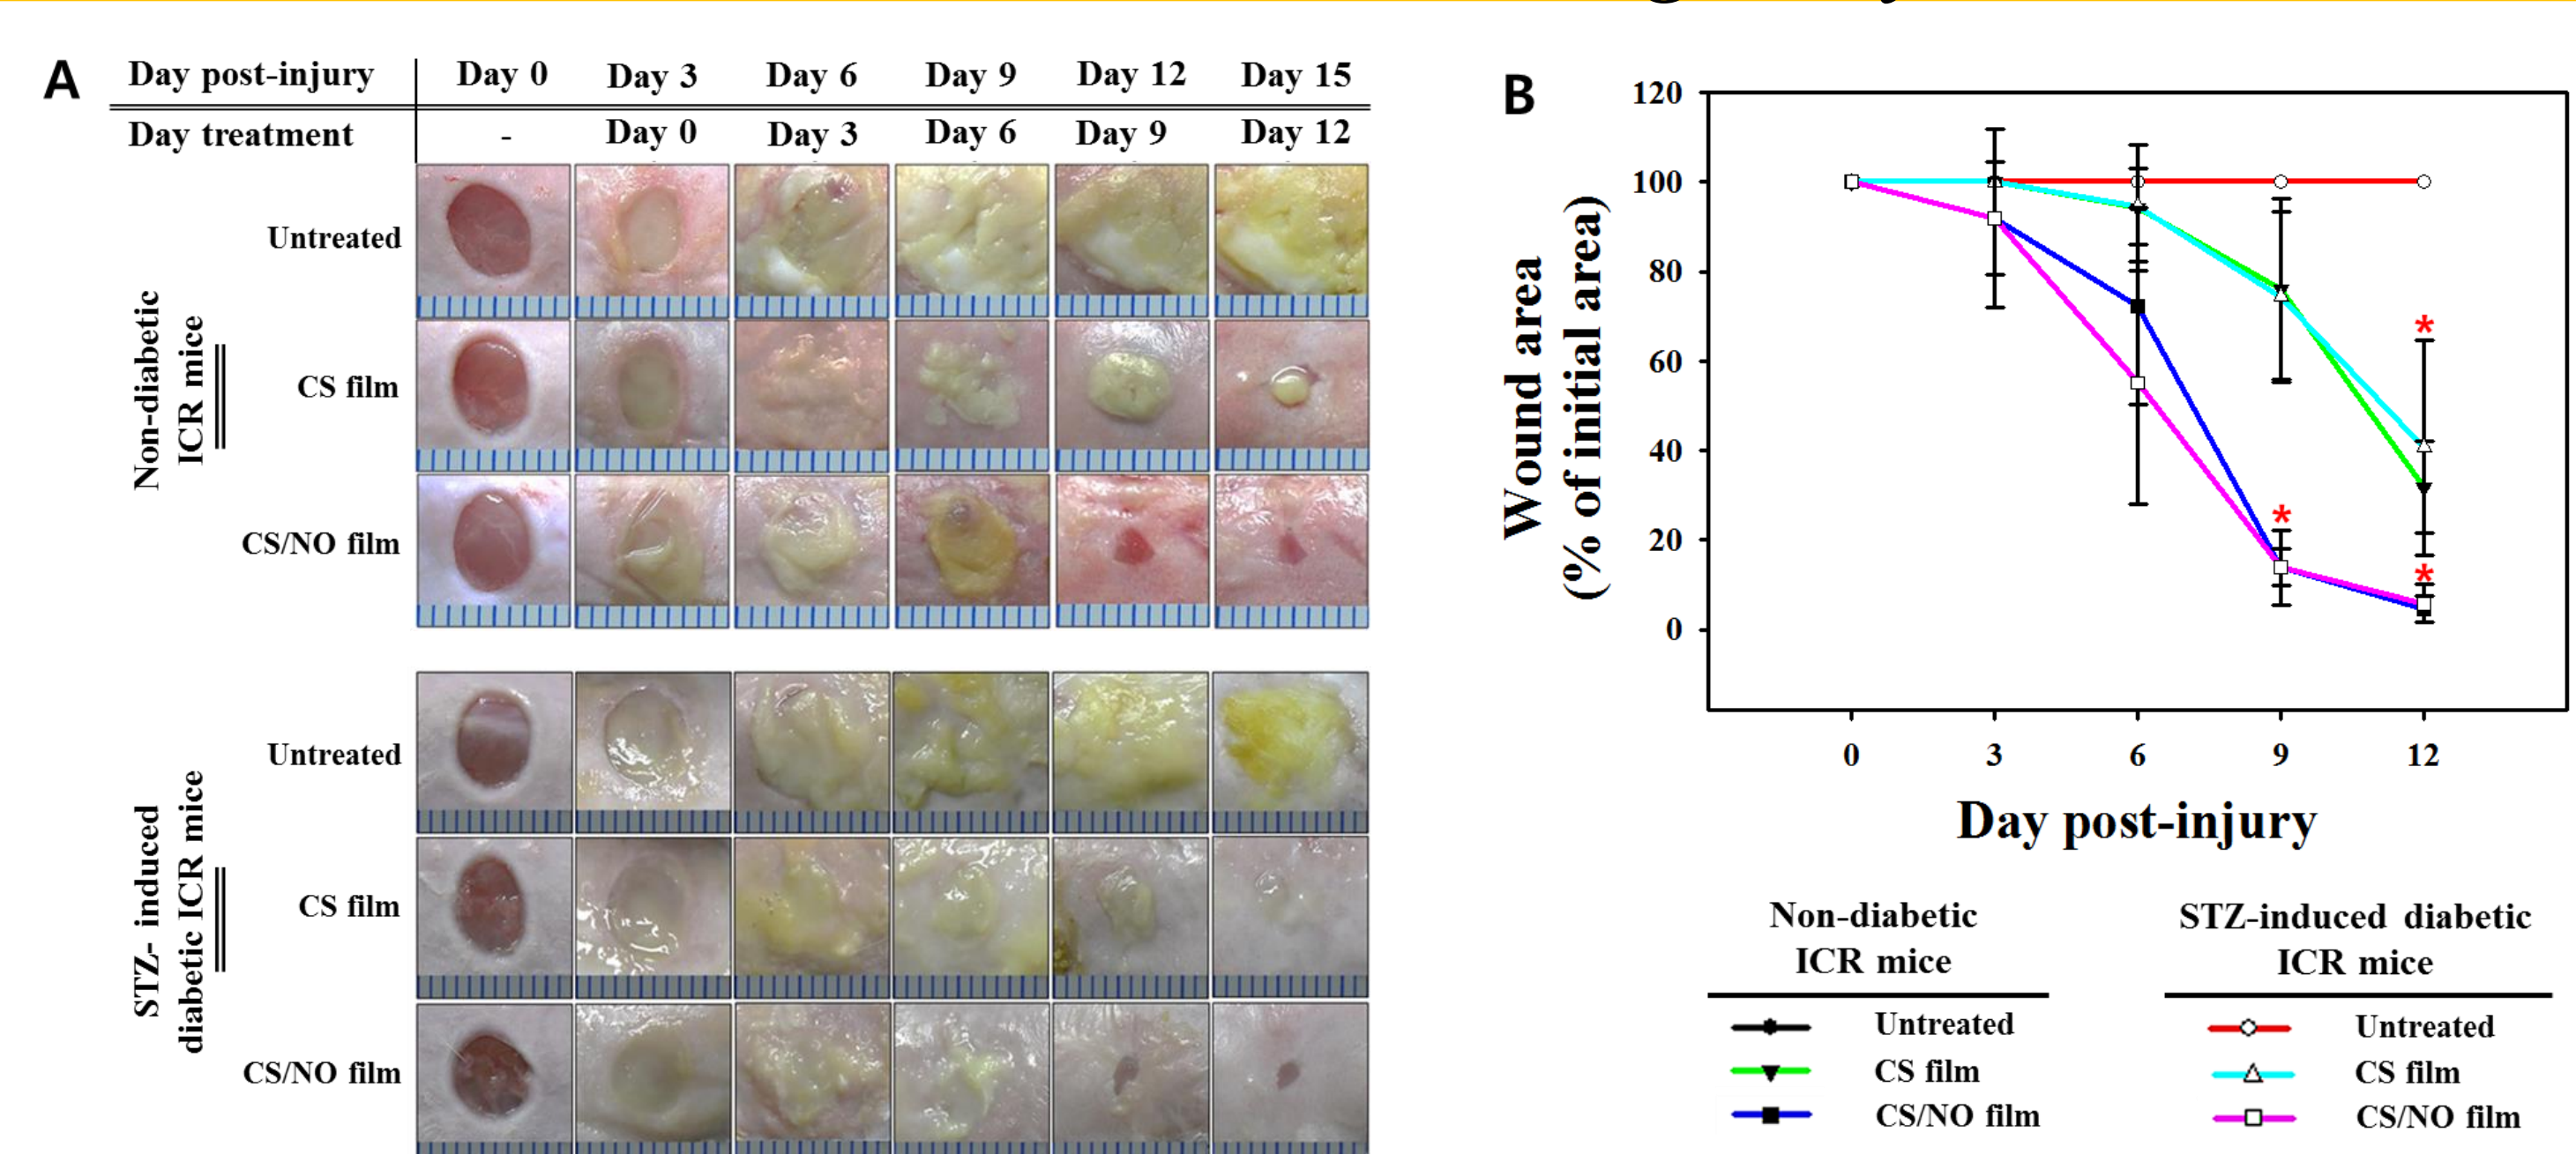 A
Day post-injury Day 0 Day 3 Day 6 Day 9 Day 12 Day 15
Day treatment - Day 0 Day 3 Day 6 Day 9 Day 12
Non-diabetic
ICR mice
Untreated
CS film
CS/NO film
STZ- induced
diabetic ICR mice
Untreated
CS film
CS/NO film
B
Wound area
(% of initial area)
120
100
80
60
40
20
0
*
*
*
0 3 6 9 12
Day post-injury
Non-diabetic
ICR mice
Untreated
CS film
CS/NO film
STZ-induced diabetic
ICR mice
Untreated
CS film
CS/NO film